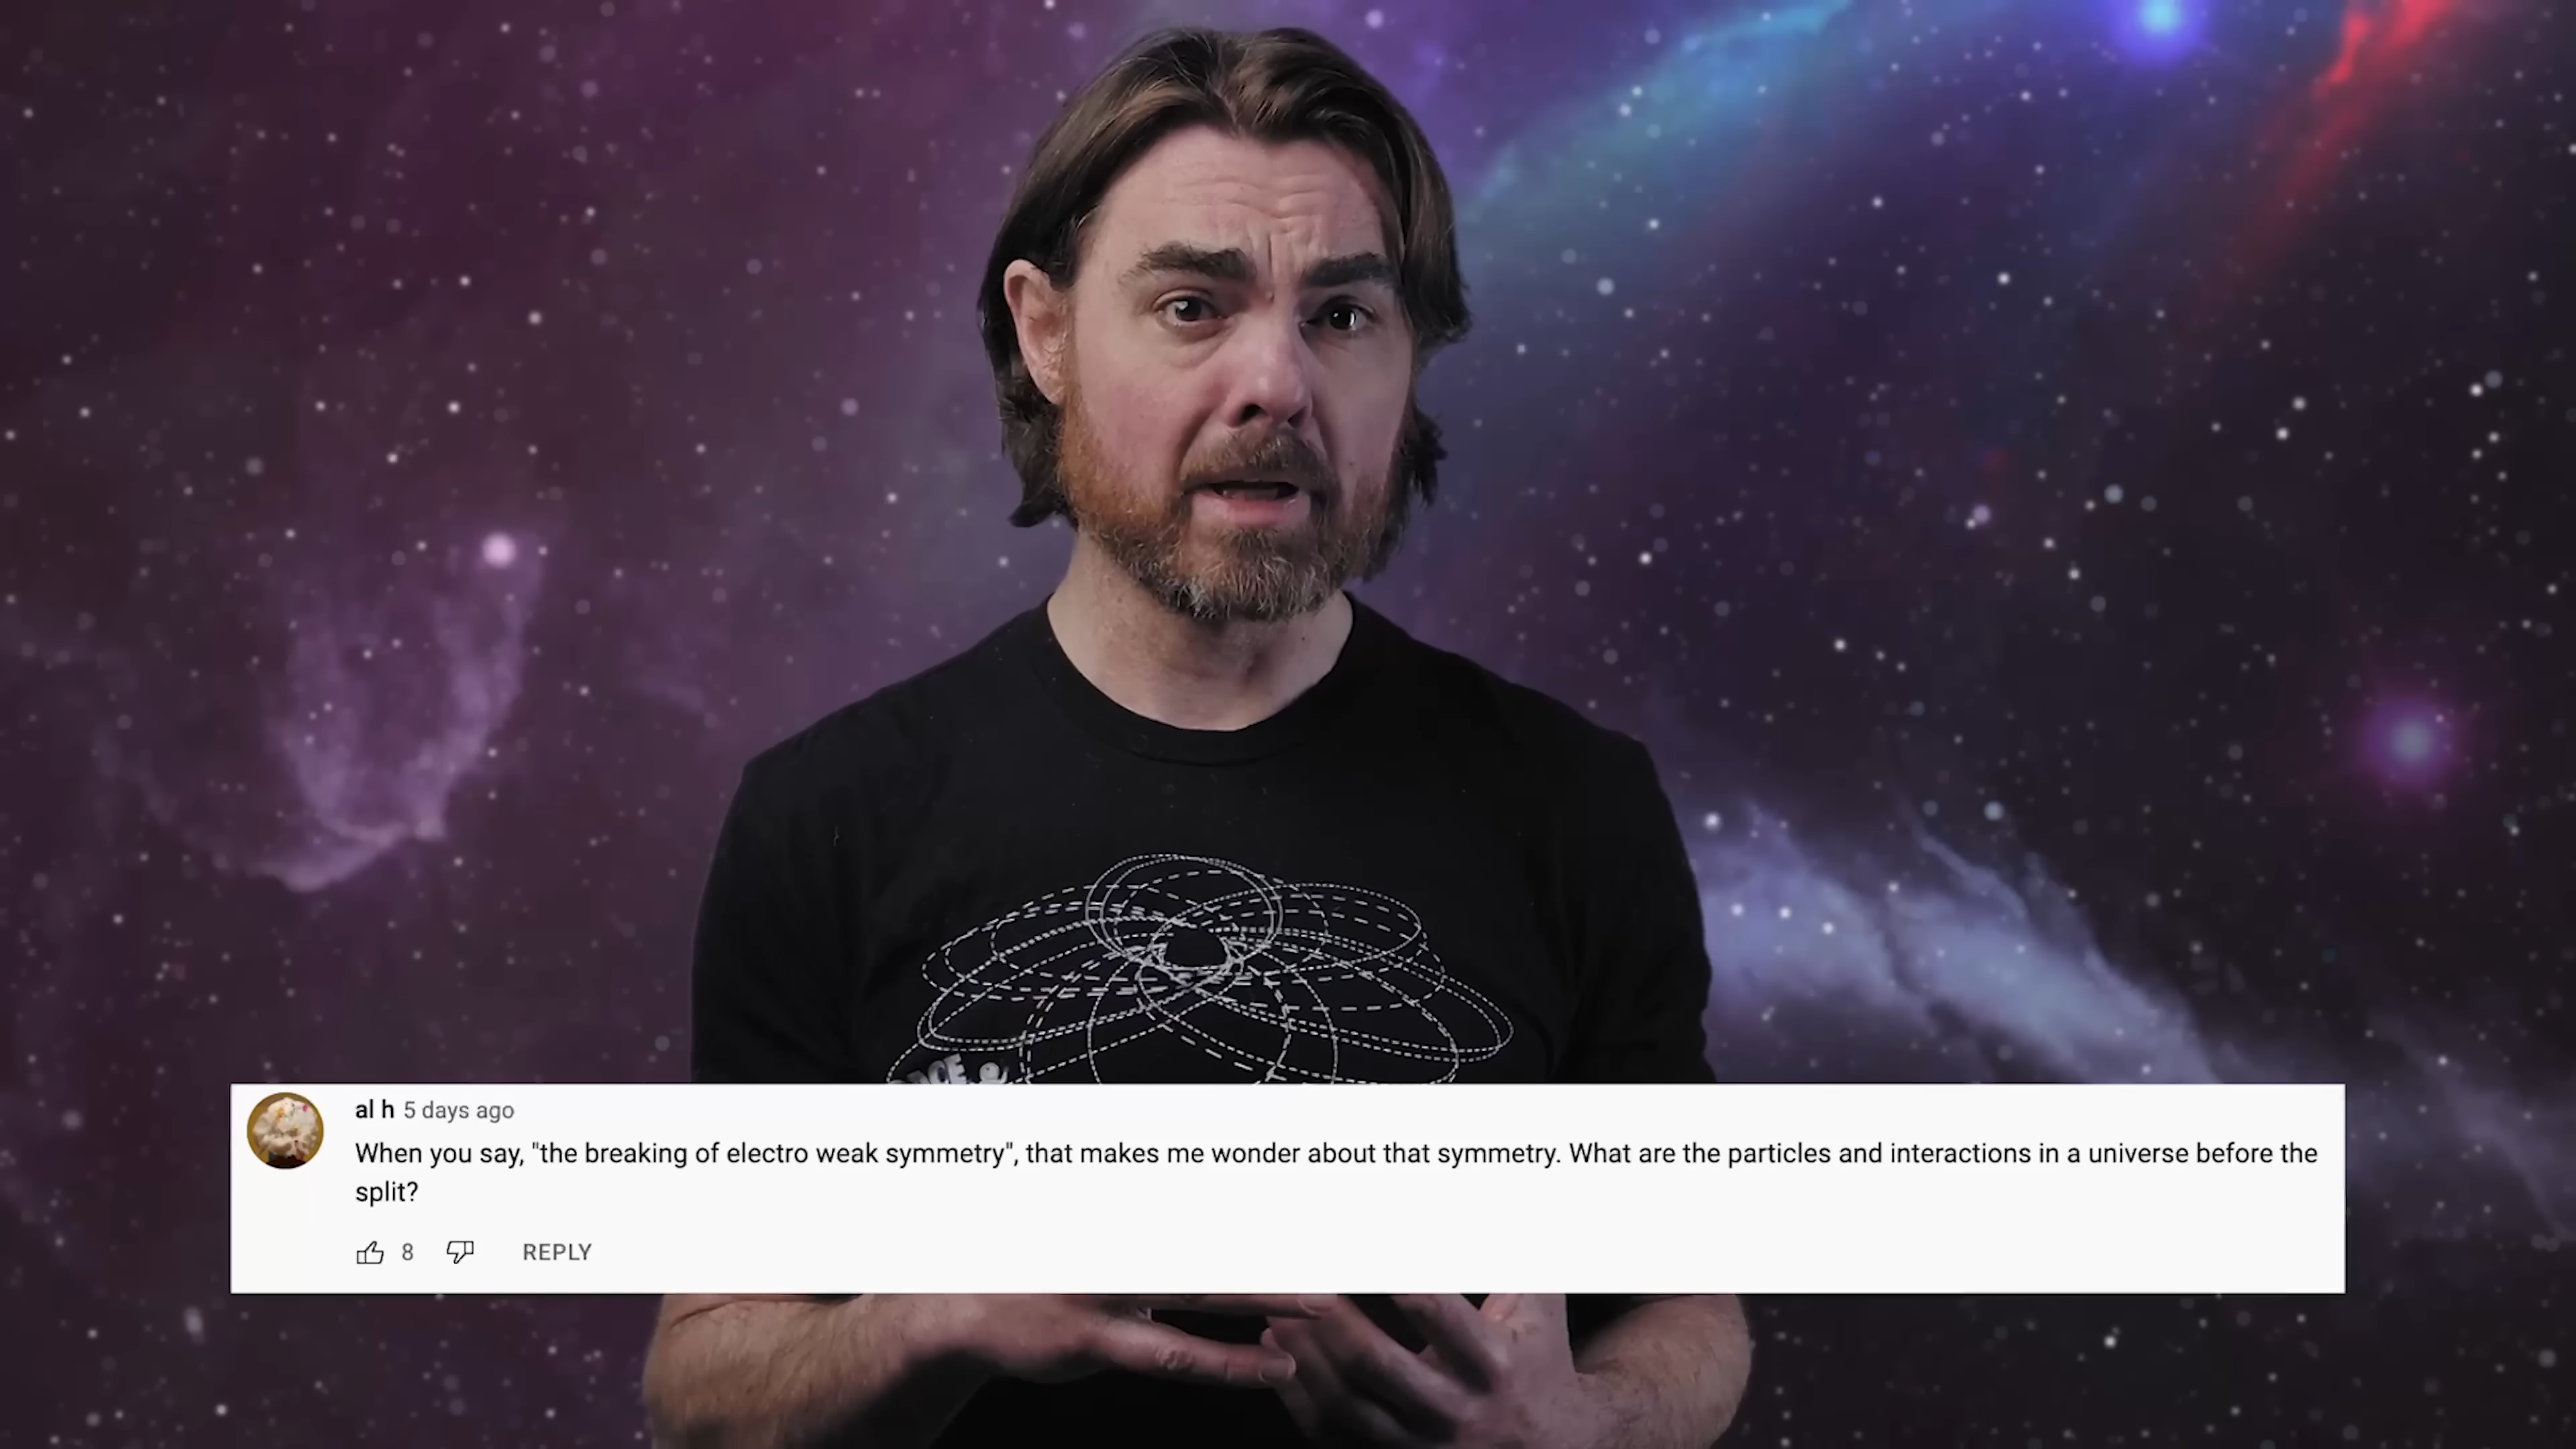 al h 5 days ago
When you say, "the breaking of electro weak symmetry", that makes me wonder about that symmetry. What are the particles and interactions in a universe before the
split?
8 REPLY